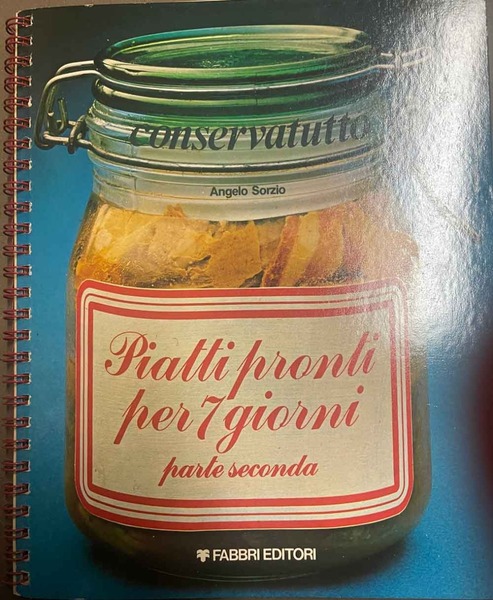 conservatutto
Angelo Sorzio
Piatti pronti
per 7 giorni
parte seconda
FABBRI EDITORI